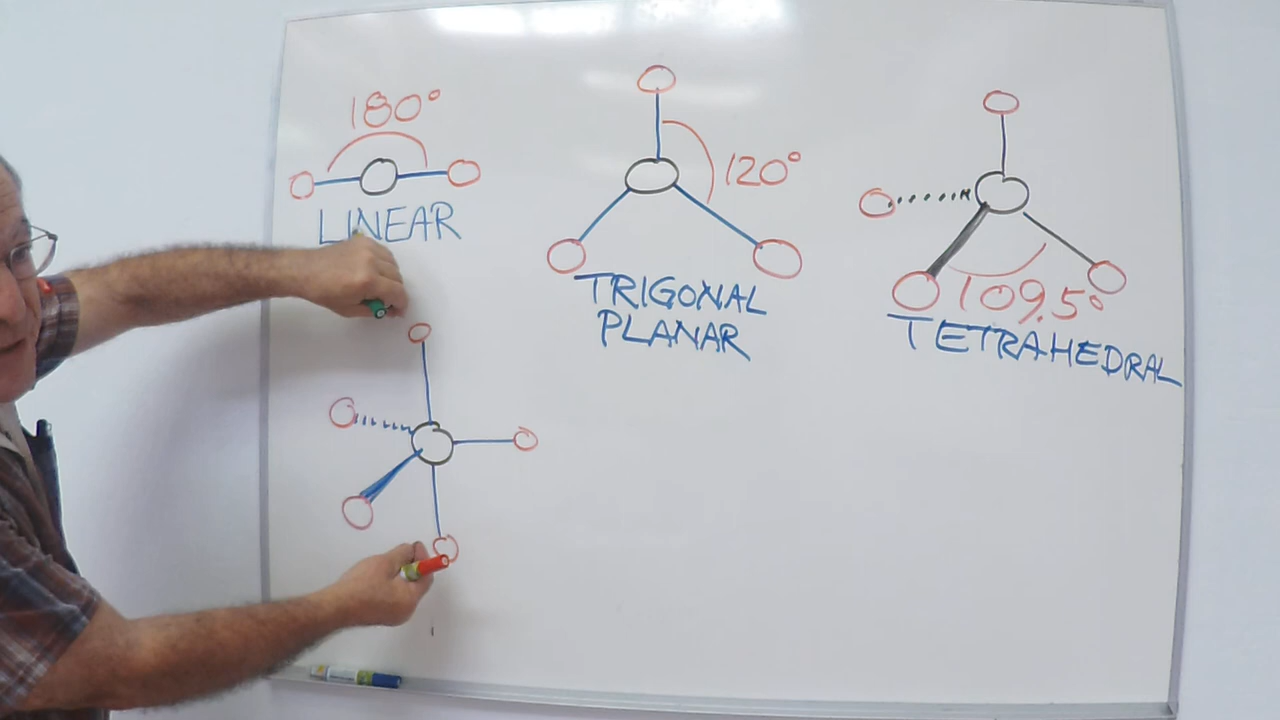 180°
LINEAR
120°
TRIGONAL
PLANAR
109.5°
TETRAHEDRAL